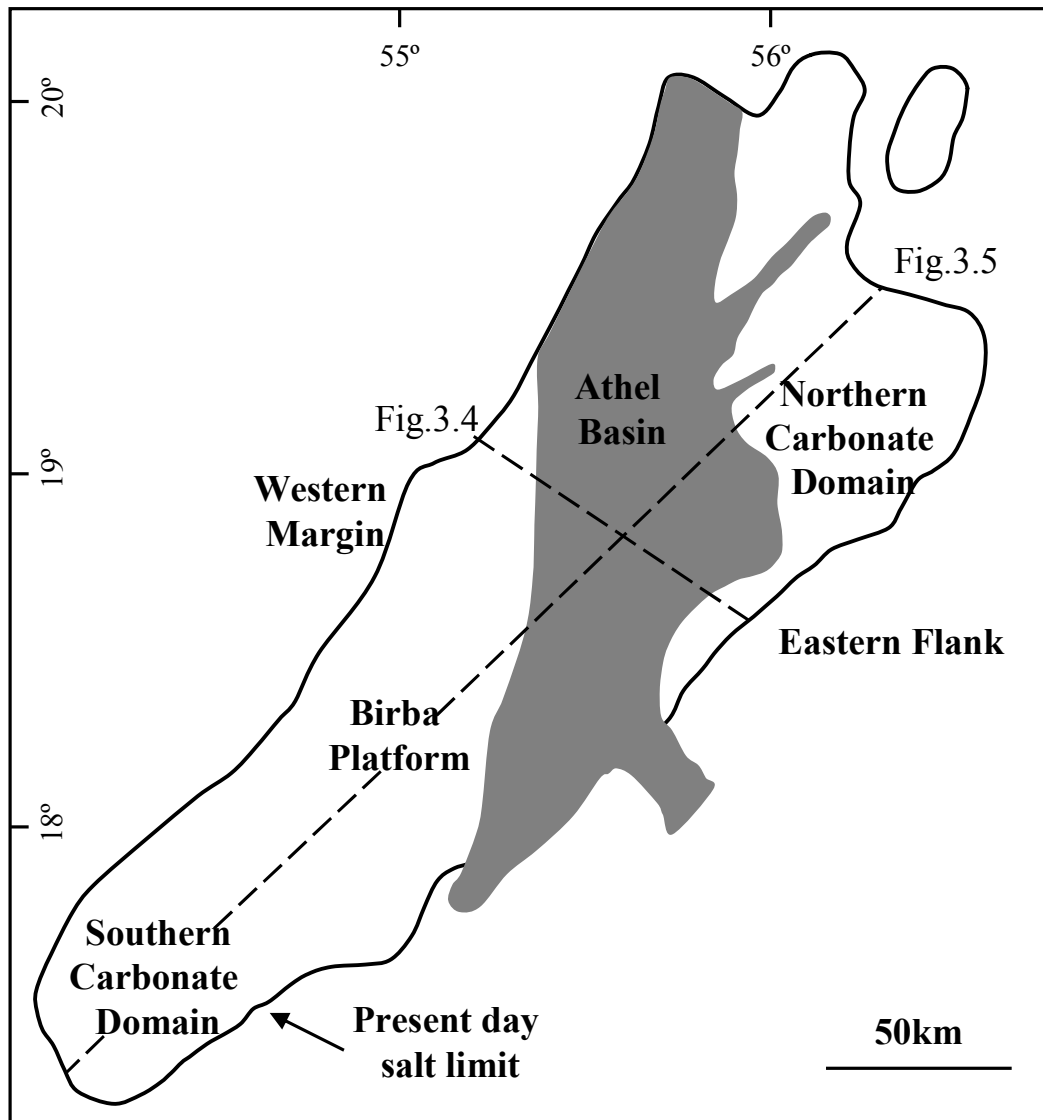 55º
56º
20º
Fig.3.5
Athel
Basin
Northern
Carbonate
Domain
Fig.3.4
19º
Western
Margin
Eastern Flank
Birba
Platform
18º
Southern
Carbonate
Domain
Present day
salt limit
50km